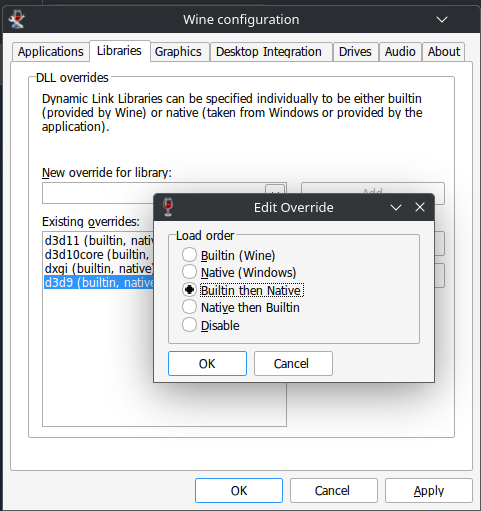 Wine configuration
Applications Libraries Graphics Desktop Integration Drives Audio About
DLL overrides
Dynamic Link Libraries can be specified individually to be either builtin
(provided by Wine) or native (taken from Windows or provided by the
application).
New override for library:
Add
Existing overrides:
d3d11 (builtin, nativ
d3d10core (builtin,
dxgi (builtin, native)
d3d9 (builtin, native
Edit Override
Load order
Builtin (Wine)
Native (Windows)
Builtin then Native
Native then Builtin
Disable
OK Cancel
OK Cancel Apply